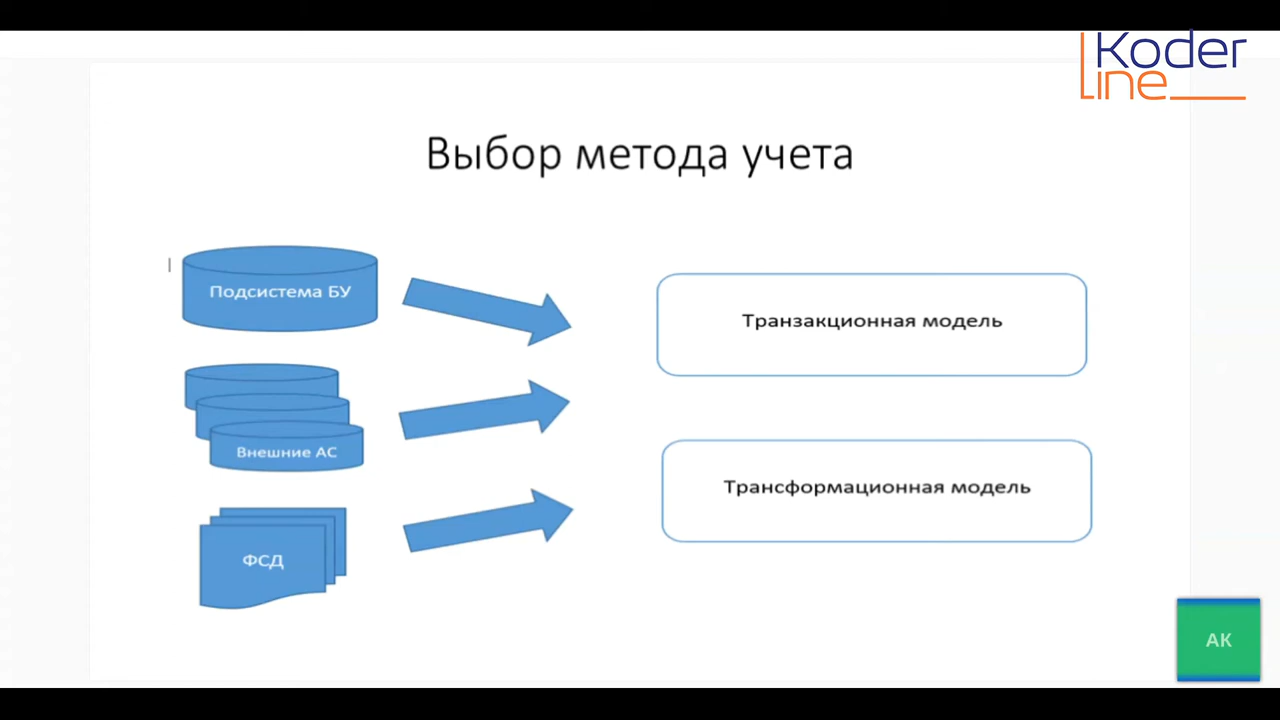 Koder
Line
Выбор метода учета
Подсистема БУ
Транзакционная модель
Внешние АС
Трансформационная модель
ФСД
АК